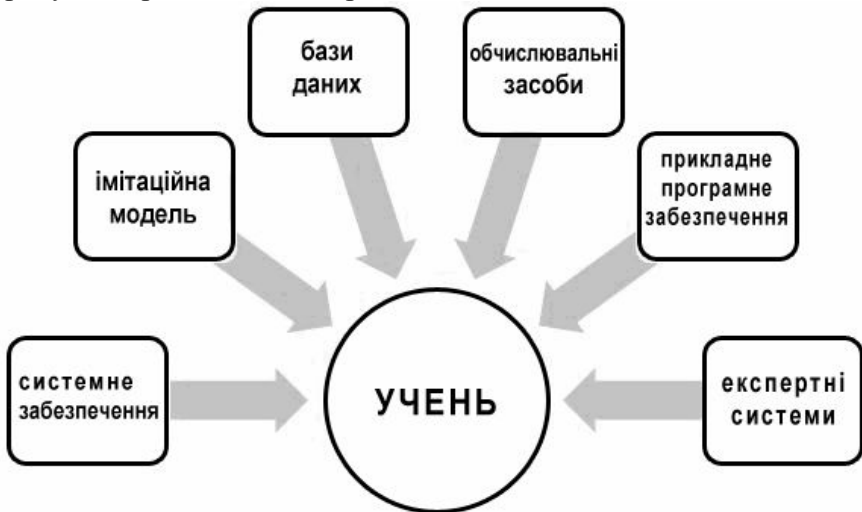 бази
даних
обчислювальні
засоби
імітаційна
модель
прикладне
програмне
забезпечення
системне
забезпечення
УЧЕНЬ
експертні
системи